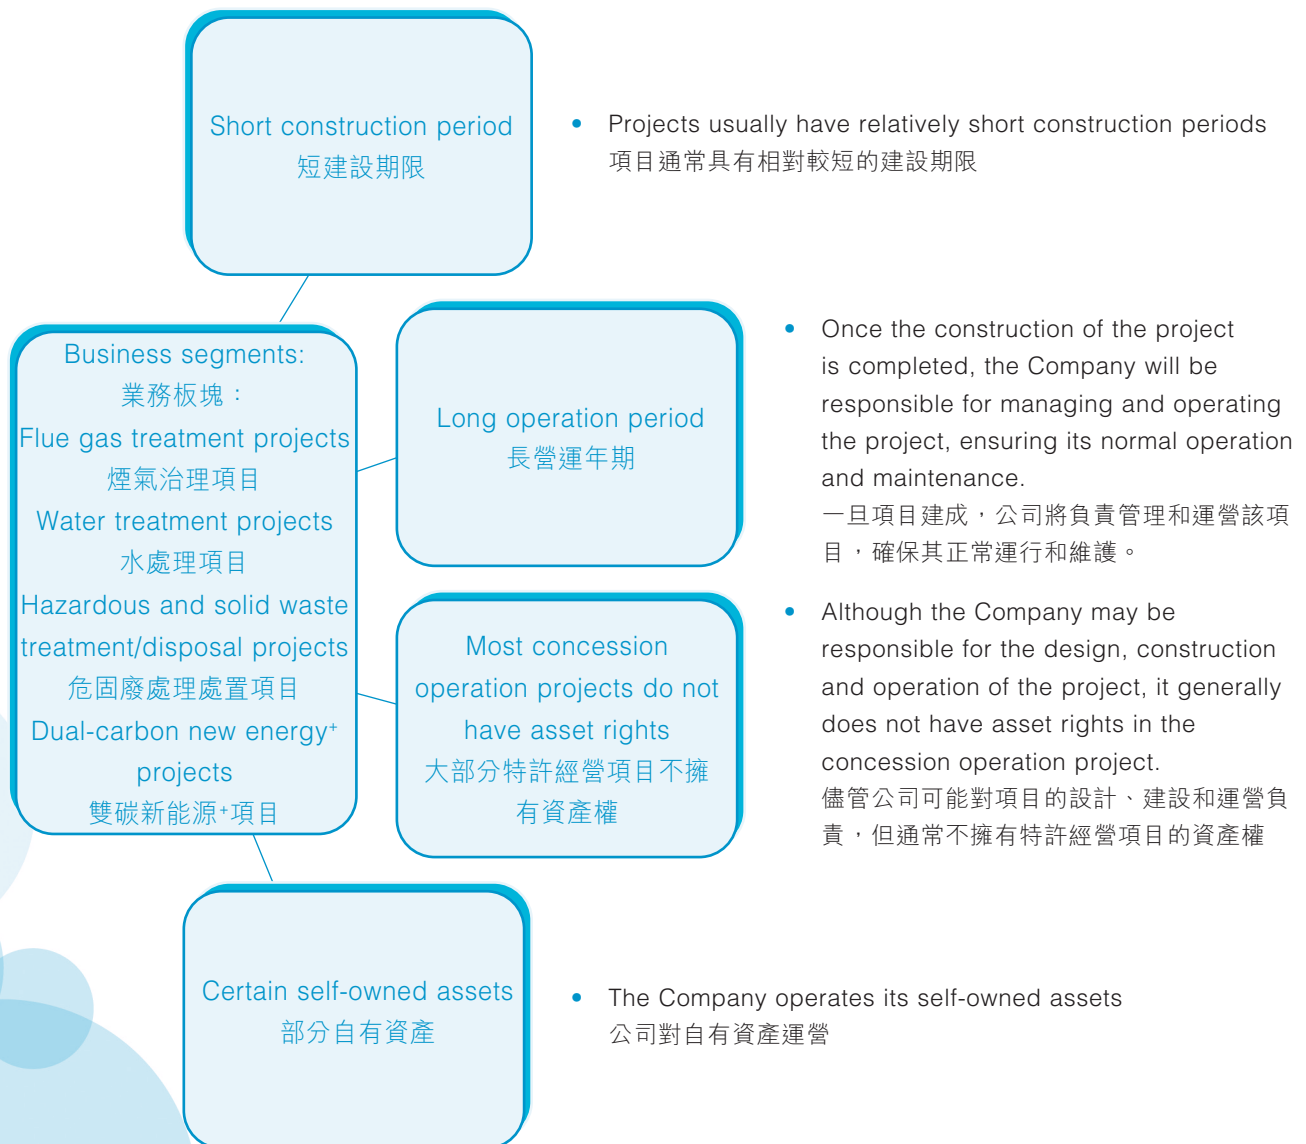 Short construction period
短建設期限
• Projects usually have relatively short construction periods
項目通常具有相對較短的建設期限
Business segments:
業務板塊：
Flue gas treatment projects
煙氣治理項目
Water treatment projects
水處理項目
Hazardous and solid waste
treatment/disposal projects
危固廢處理處置項目
Dual-carbon new energy⁺
projects
雙碳新能源⁺項目
Long operation period
長營運年期
• Once the construction of the project
is completed, the Company will be
responsible for managing and operating
the project, ensuring its normal operation
and maintenance.
一旦項目建成，公司將負責管理和運營該項
目，確保其正常運行和維護。
Most concession
operation projects do not
have asset rights
大部分特許經營項目不擁
有資產權
• Although the Company may be
responsible for the design, construction
and operation of the project, it generally
does not have asset rights in the
concession operation project.
儘管公司可能對項目的設計、建設和運營負
責，但通常不擁有特許經營項目的資產權
Certain self-owned assets
部分自有資產
• The Company operates its self-owned assets
公司對自有資產運營